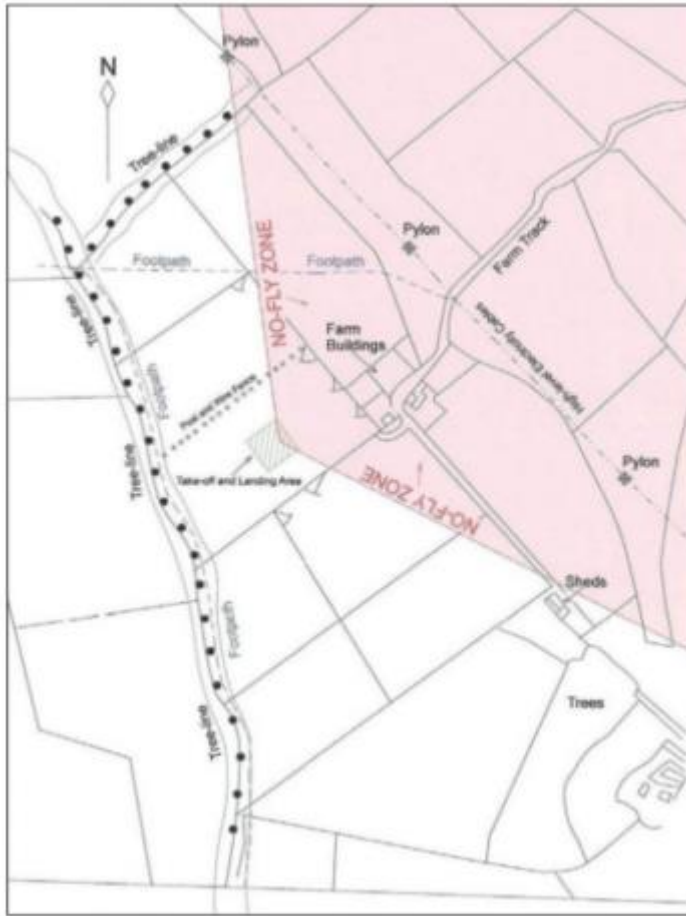 Pylon
N
Tree-line
Footpath
Footpath
NO-FLY ZONE
Pylon
Farm Track
Farm
Buildings
High-level Electricity Cables
Tree-line
Footpath
Post and Wire Fence
Tree-line
Take-off and Landing Area
NO-FLY ZONE
Pylon
Sheds
Footpath
Tree-line
Trees